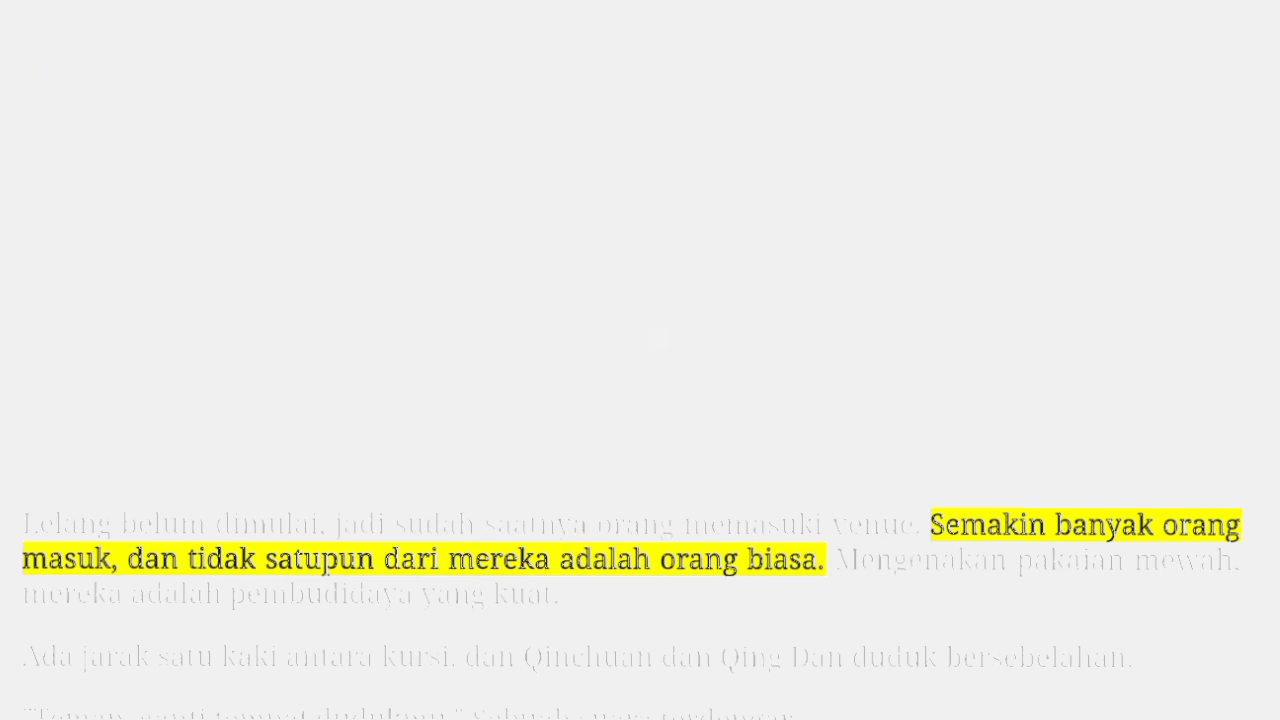 Lelang belum dimulai, jadi sudah saatnya orang memasuki venue. Semakin banyak orang
masuk, dan tidak satupun dari mereka adalah orang biasa. Mengenakan pakaian mewah,
mereka adalah pembudidaya yang kuat.
Ada jarak satu kaki antara kursi, dan Qinchuan dan Qing Dan duduk bersebelahan.